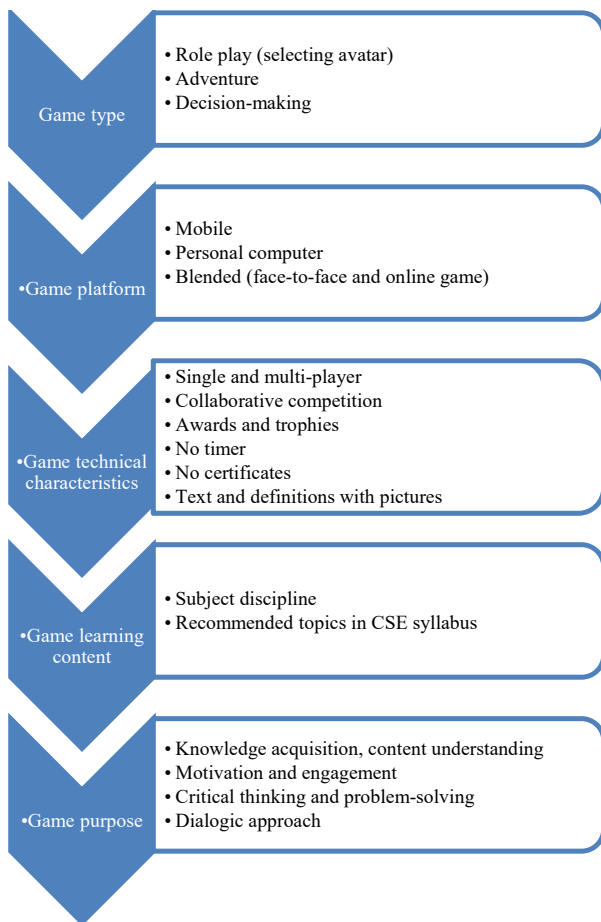 Game type
• Role play (selecting avatar)
• Adventure
• Decision-making
•Game platform
• Mobile
• Personal computer
• Blended (face-to-face and online game)
•Game technical
characteristics
• Single and multi-player
• Collaborative competition
• Awards and trophies
• No timer
• No certificates
• Text and definitions with pictures
•Game learning
content
• Subject discipline
• Recommended topics in CSE syllabus
•Game purpose
• Knowledge acquisition, content understanding
• Motivation and engagement
• Critical thinking and problem-solving
• Dialogic approach